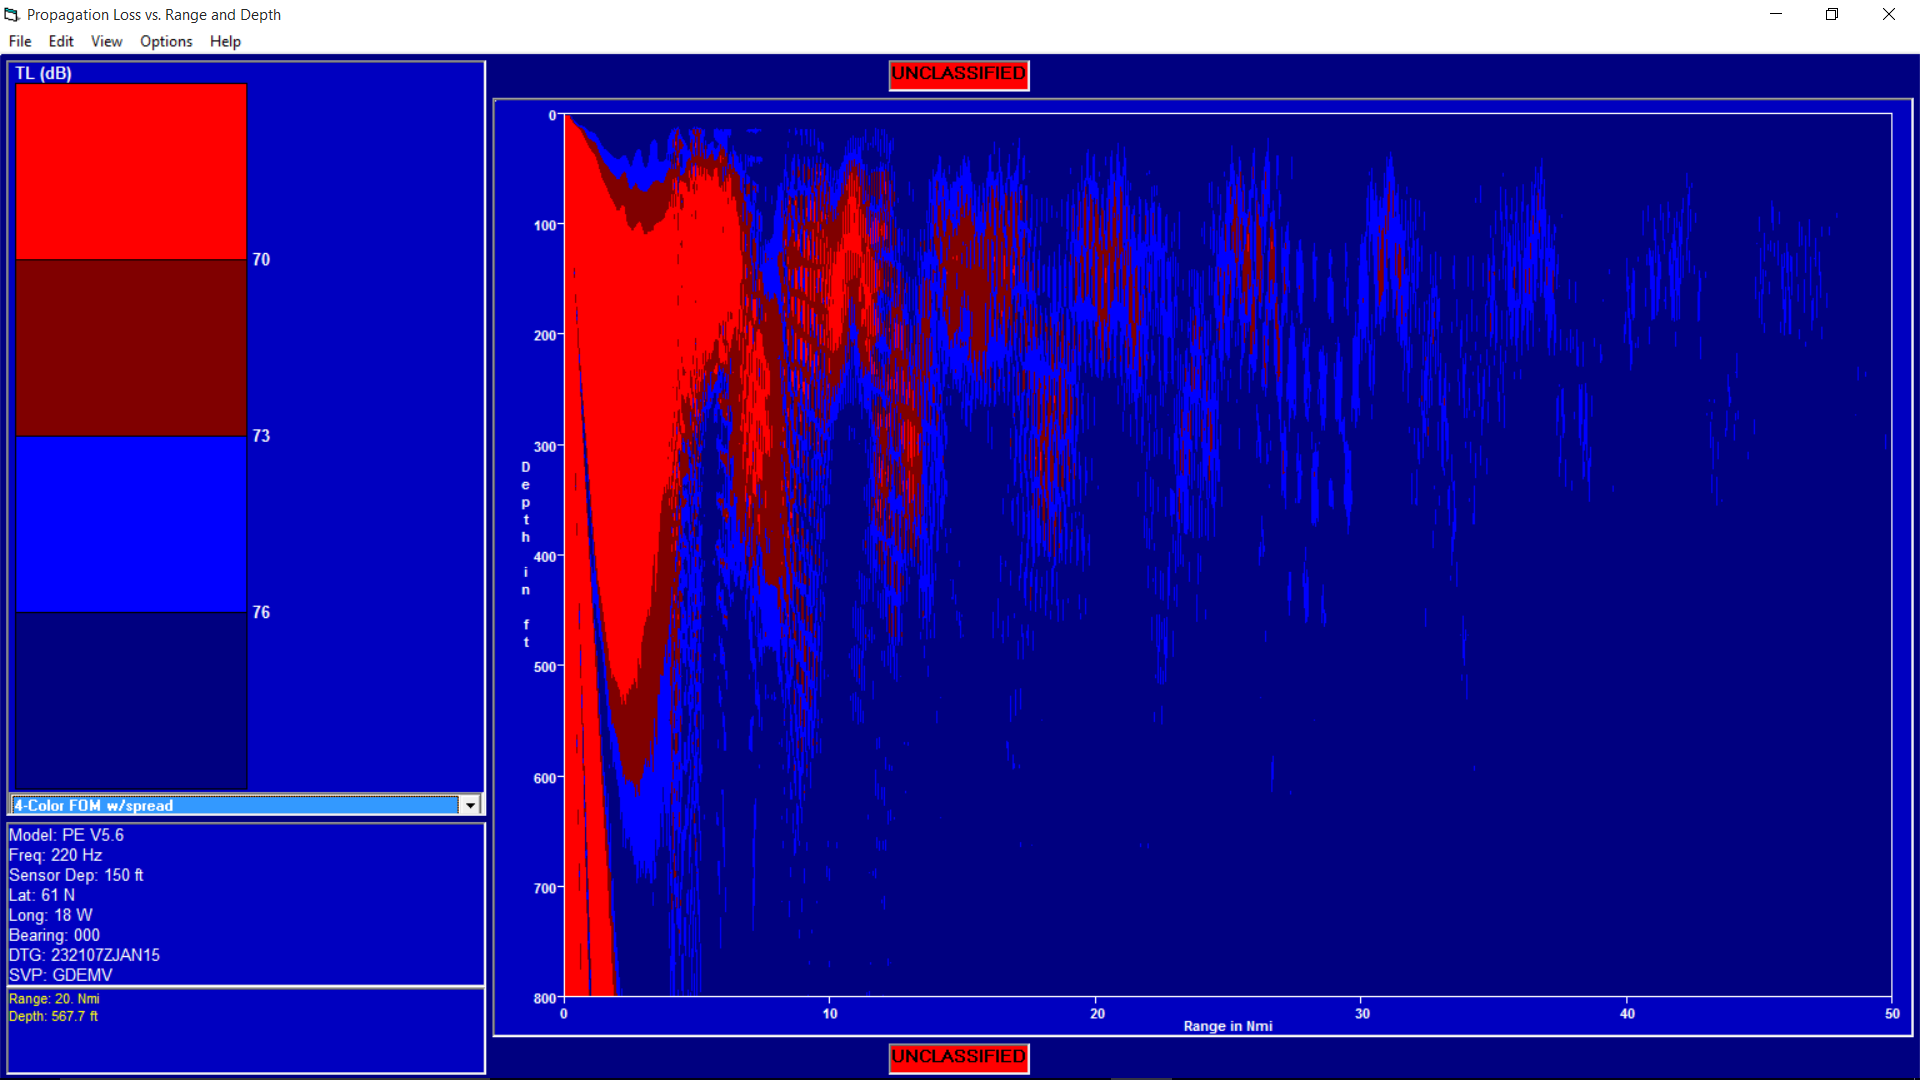 Propagation Loss vs. Range and Depth
File Edit View Options Help
TL (dB)
70
73
76
4-Color FOM w/spread
Model: PE V5.6
Freq: 220 Hz
Sensor Dep: 150 ft
Lat: 61 N
Long: 18 W
Bearing: 000
DTG: 232107ZJAN15
SVP: GDEMV
Range: 20. Nmi
Depth: 567.7 ft
UNCLASSIFIED
0
100
200
300
400
500
600
700
800
Depth in ft
0 10 20 30 40 50
Range in Nmi
UNCLASSIFIED